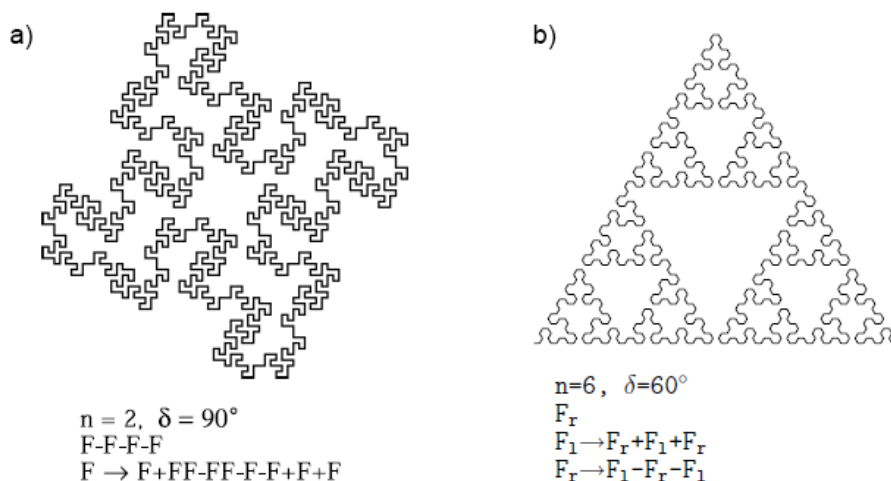 a)
n = 2, δ = 90°
F-F-F-F
F → F+FF-FF-F-F+F+F
b)
n=6, δ=60°
Fr
Fl→Fr+Fl+Fr
Fr→Fl-Fr-Fl